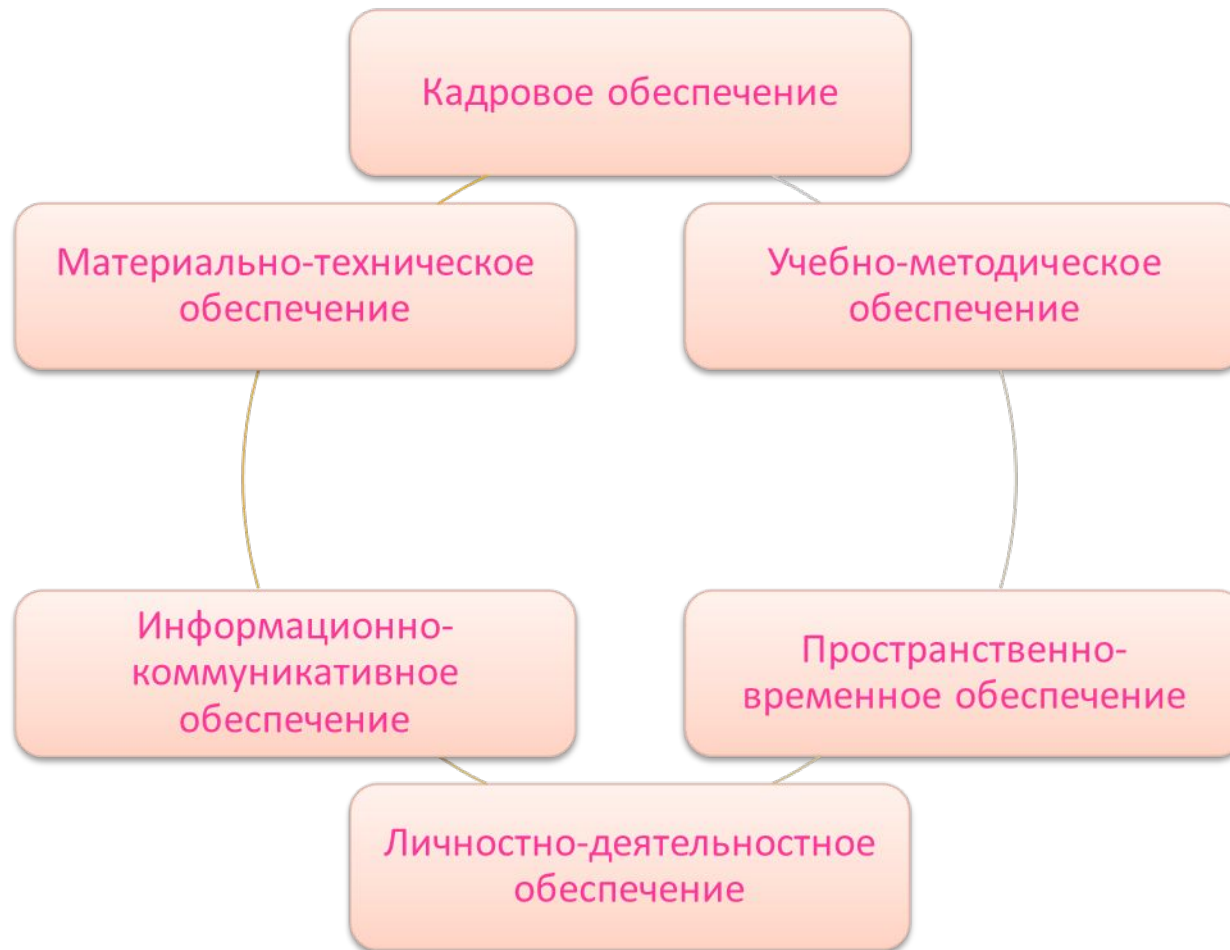 Кадровое обеспечение
Материально-техническое
обеспечение
Учебно-методическое
обеспечение
Информационно-
коммуникативное
обеспечение
Пространственно-
временное обеспечение
Личностно-деятельностное
обеспечение